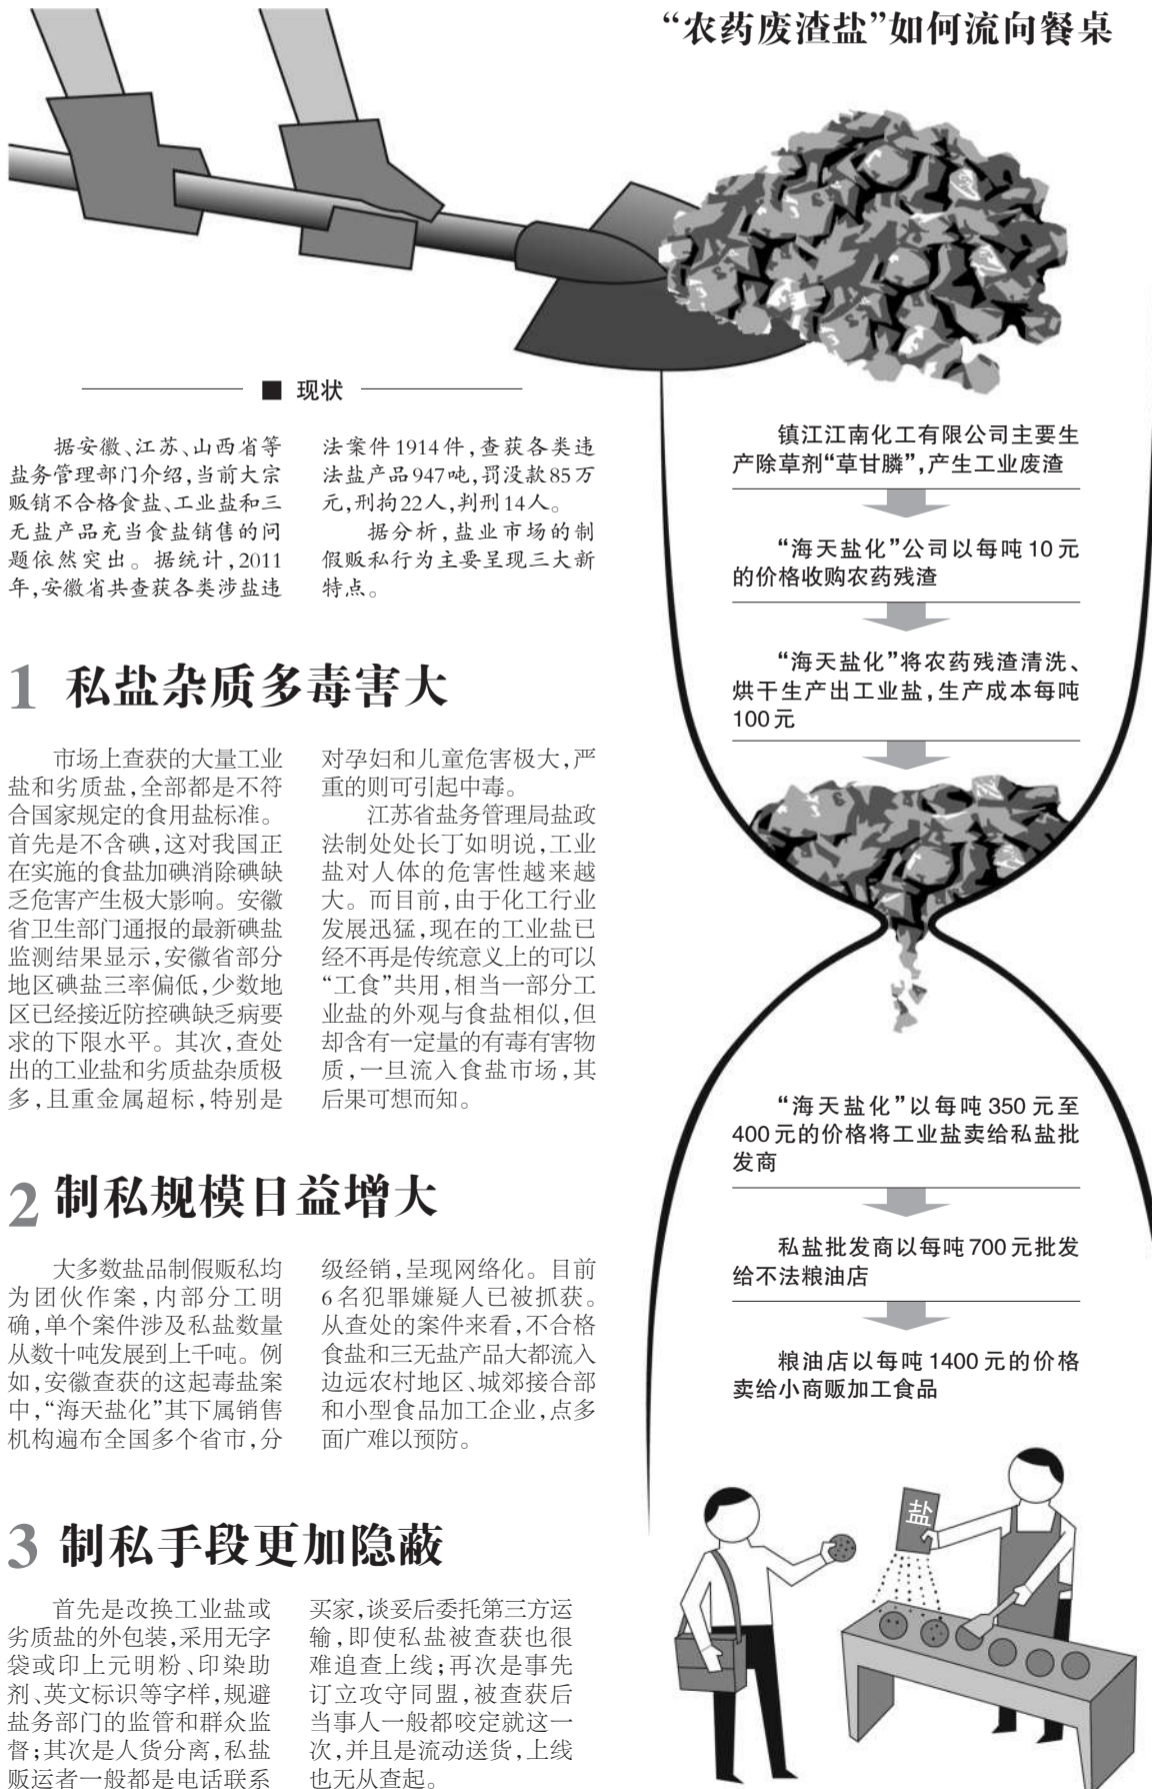 “农药废渣盐”如何流向餐桌
■ 现状
据安徽、江苏、山西省等
盐务管理部门介绍,当前大宗
贩销不合格食盐、工业盐和三
无盐产品充当食盐销售的问
题依然突出。据统计,2011
年,安徽省共查获各类涉盐违
法案件1914件,查获各类违
法盐产品947吨,罚没款85万
元,刑拘22人,判刑14人。
据分析,盐业市场的制
假贩私行为主要呈现三大新
特点。
1 私盐杂质多毒害大
市场上查获的大量工业
盐和劣质盐,全部都是不符
合国家规定的食用盐标准。
首先是不含碘,这对我国正
在实施的食盐加碘消除碘缺
乏危害产生极大影响。安徽
省卫生部门通报的最新碘盐
监测结果显示,安徽省部分
地区碘盐三率偏低,少数地
区已经接近防控碘缺乏病要
求的下限水平。其次,查处
出的工业盐和劣质盐杂质极
多,且重金属超标,特别是
对孕妇和儿童危害极大,严
重的则可引起中毒。
江苏省盐务管理局盐政
法制处处长丁如明说,工业
盐对人体的危害性越来越
大。而目前,由于化工行业
发展迅猛,现在的工业盐已
经不再是传统意义上的可以
“工食”共用,相当一部分工
业盐的外观与食盐相似,但
却含有一定量的有毒有害物
质,一旦流入食盐市场,其
后果可想而知。
2 制私规模日益增大
大多数盐品制假贩私均
为团伙作案,内部分工明
确,单个案件涉及私盐数量
从数十吨发展到上千吨。例
如,安徽查获的这起毒盐案
中,“海天盐化”其下属销售
机构遍布全国多个省市,分
级经销,呈现网络化。目前
6名犯罪嫌疑人已被抓获。
从查处的案件来看,不合格
食盐和三无盐产品大都流入
边远农村地区、城郊接合部
和小型食品加工企业,点多
面广难以预防。
3 制私手段更加隐蔽
首先是改换工业盐或
劣质盐的外包装,采用无字
袋或印上元明粉、印染助
剂、英文标识等字样,规避
盐务部门的监管和群众监
督;其次是人货分离,私盐
贩运者一般都是电话联系
买家,谈妥后委托第三方运
输,即使私盐被查获也很
难追查上线;再次是事先
订立攻守同盟,被查获后
当事人一般都咬定就这一
次,并且是流动送货,上线
也无从查起。
镇江江南化工有限公司主要生
产除草剂“草甘膦”,产生工业废渣
“海天盐化”公司以每吨10元
的价格收购农药残渣
“海天盐化”将农药残渣清洗、
烘干生产出工业盐,生产成本每吨
100元
“海天盐化”以每吨350元至
400元的价格将工业盐卖给私盐批
发商
私盐批发商以每吨700元批发
给不法粮油店
粮油店以每吨1400元的价格
卖给小商贩加工食品
盐